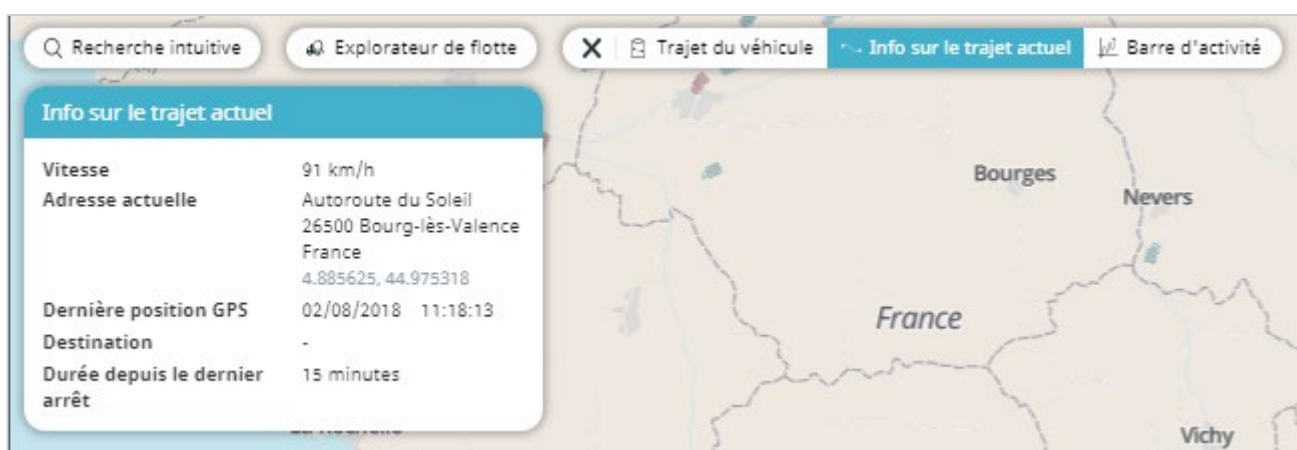 Recherche intuitive
Explorateur de flotte
Trajet du véhicule
Info sur le trajet actuel
Barre d'activité
Info sur le trajet actuel
Vitesse 91 km/h
Adresse actuelle Autoroute du Soleil
26500 Bourg-lès-Valence
France
4.885625, 44.975318
Dernière position GPS 02/08/2018 11:18:13
Destination -
Durée depuis le dernier 15 minutes
arrêt
Bourges
Nevers
France
Vichy